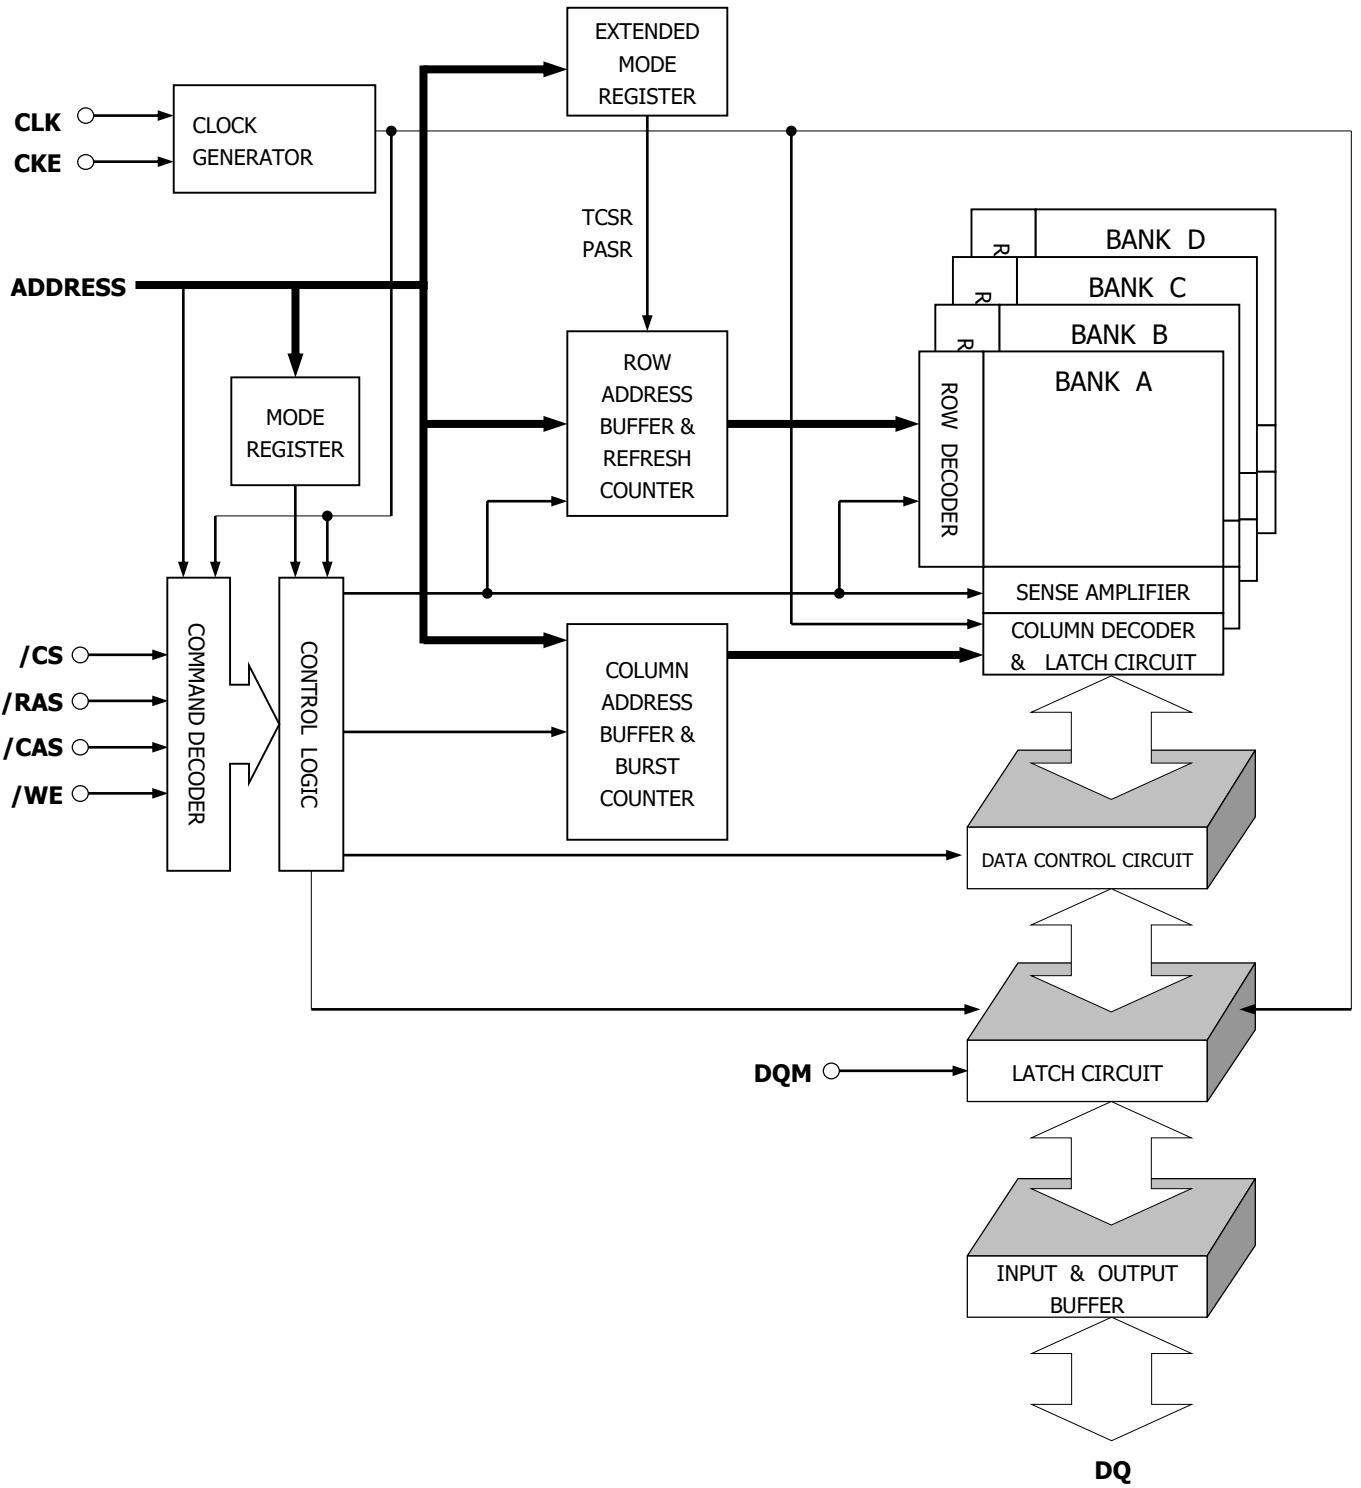 EXTENDED
MODE
REGISTER
CLK
CKE
CLOCK
GENERATOR
TCSR
PASR
ADDRESS
MODE
REGISTER
ROW
ADDRESS
BUFFER &
REFRESH
COUNTER
R
BANK D
R
BANK C
R
BANK B
BANK A
ROW DECODER
SENSE AMPLIFIER
COLUMN DECODER
& LATCH CIRCUIT
/CS
/RAS
/CAS
/WE
COMMAND DECODER
CONTROL LOGIC
COLUMN
ADDRESS
BUFFER &
BURST
COUNTER
DATA CONTROL CIRCUIT
DQM
LATCH CIRCUIT
INPUT & OUTPUT
BUFFER
DQ